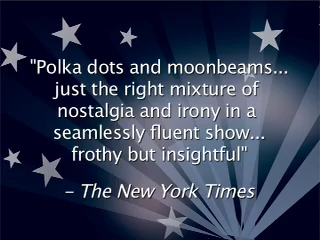 "Polka dots and moonbeams...
just the right mixture of
nostalgia and irony in a
seamlessly fluent show...
frothy but insightful"
- The New York Times